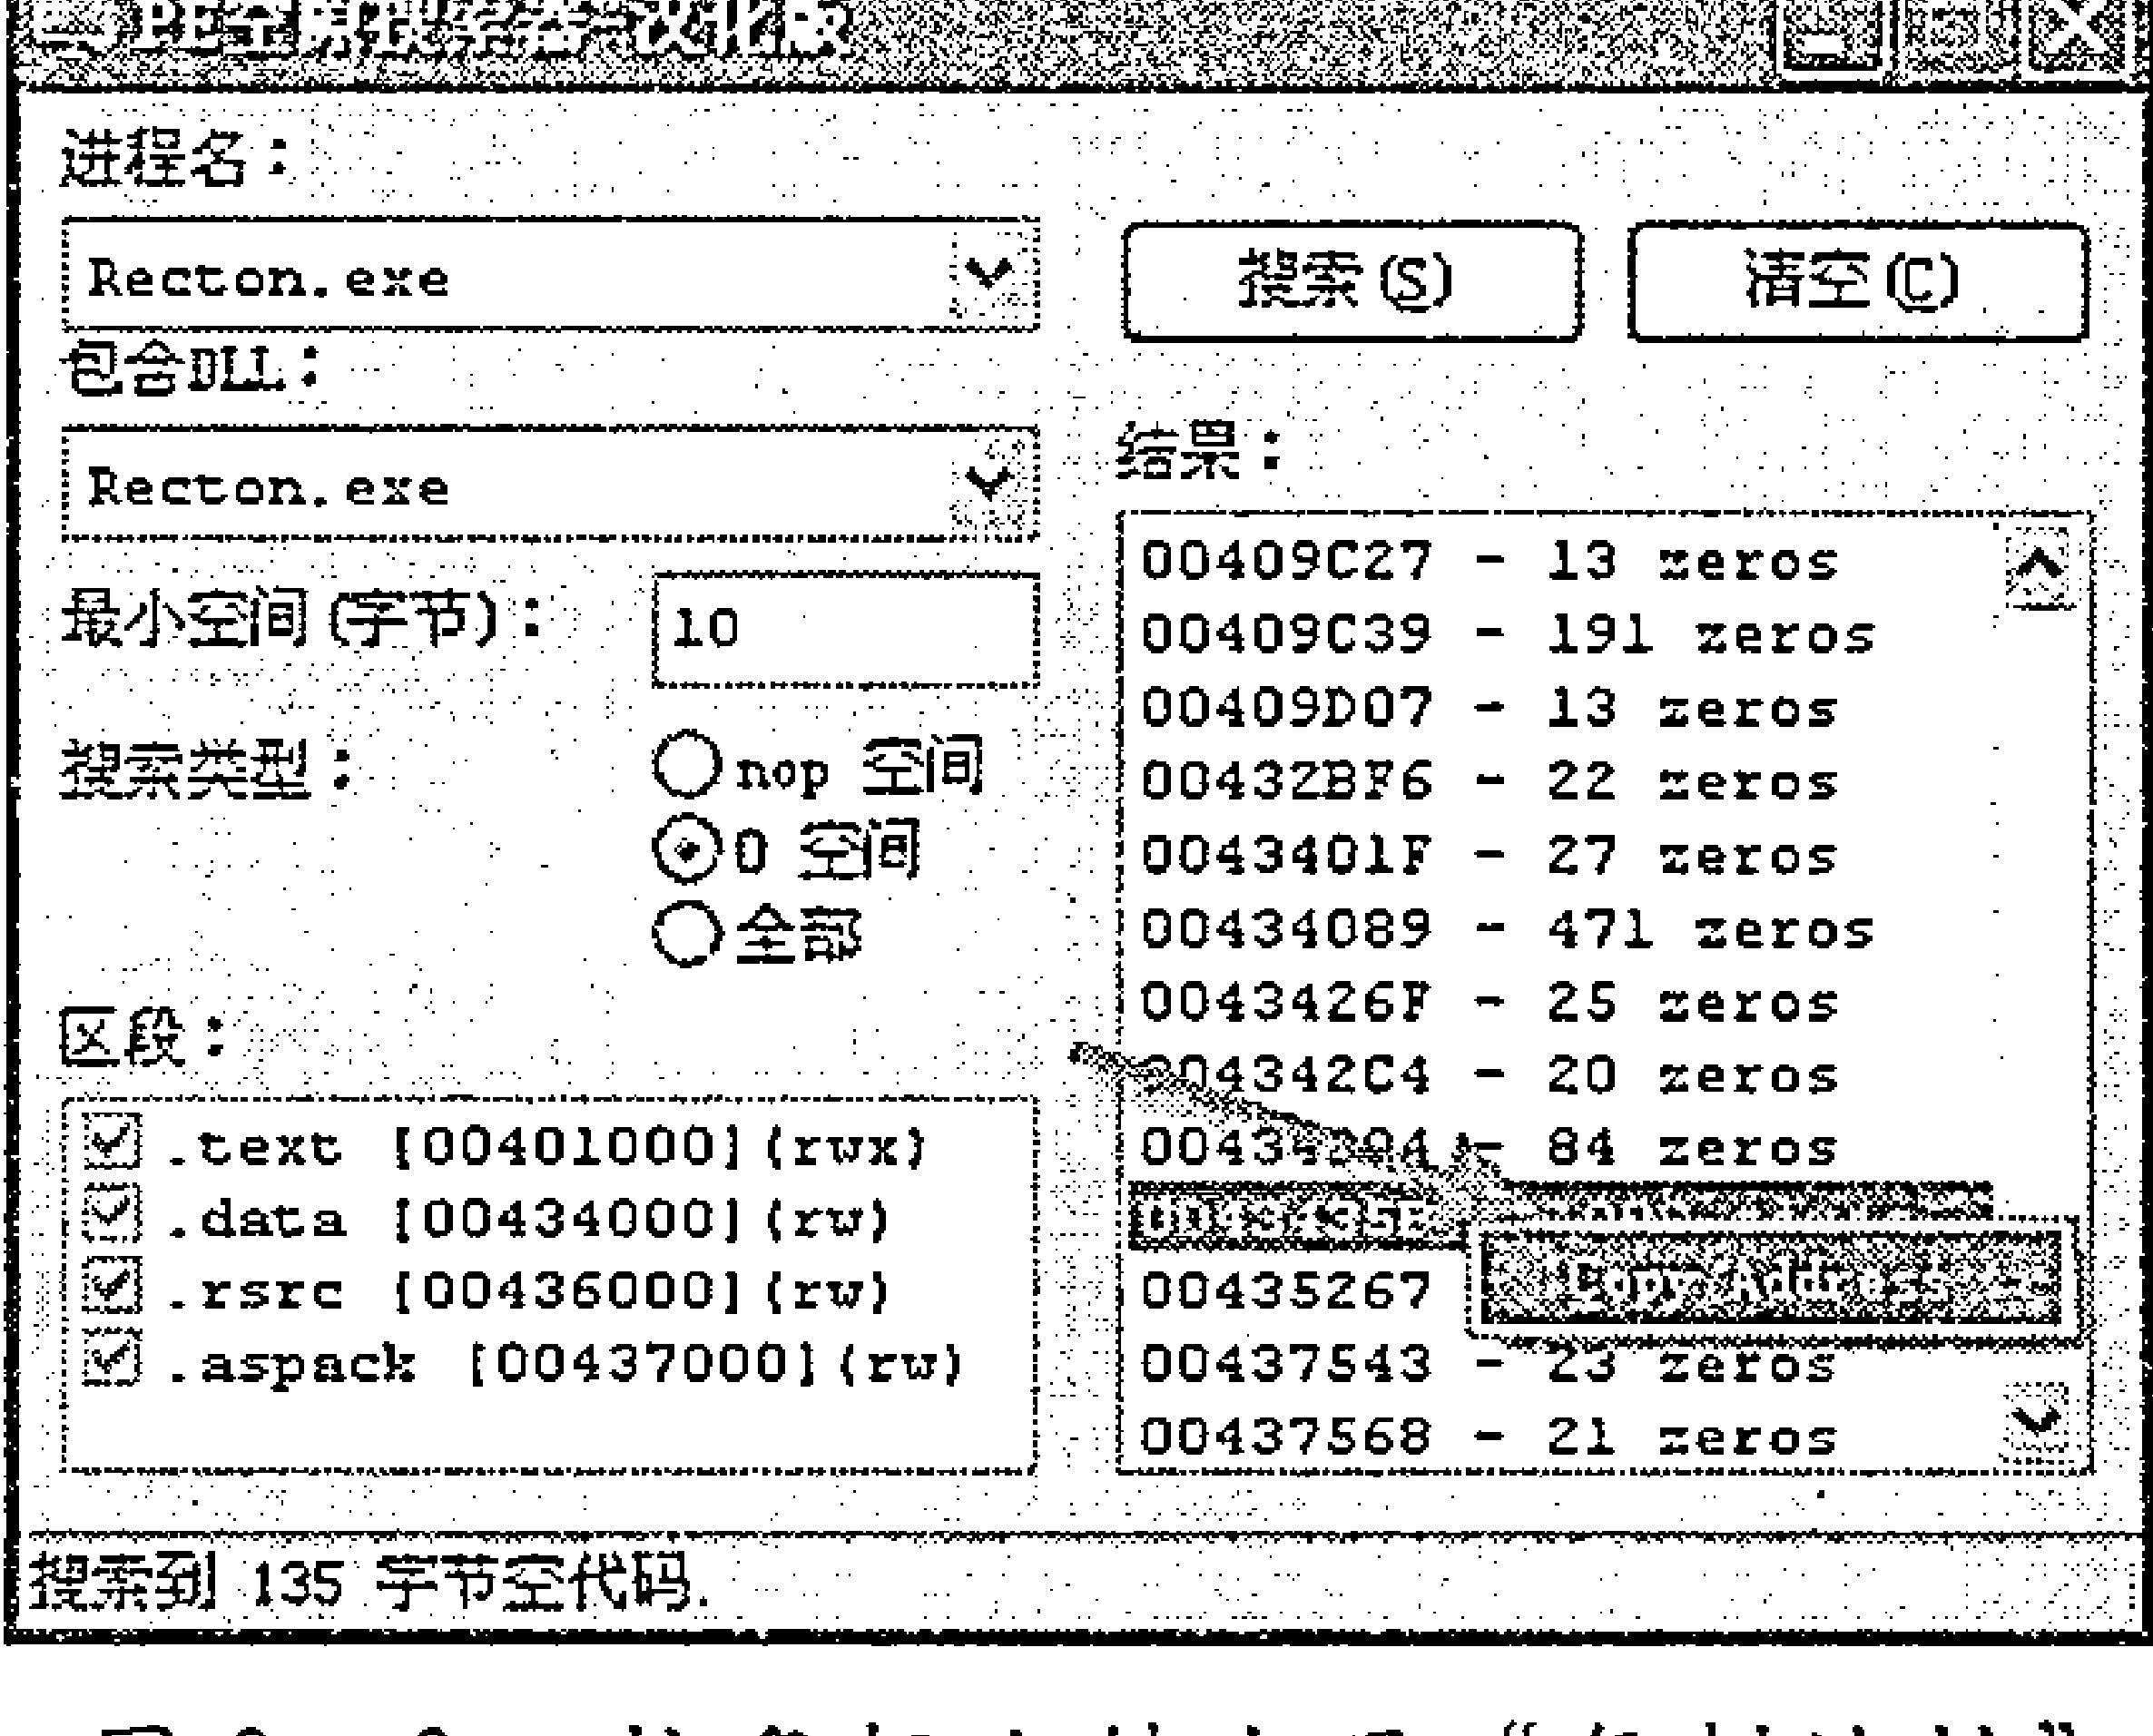 进程名：
Recton.exe
搜索(S)
清空(C)
包含DLL：
Recton.exe
最小空间(字节)：
10
搜索类型：
nop 空间
0 空间
全部
区段：
.text [00401000](rwx)
.data [00434000](rw)
.rsrc [00436000](rw)
.aspack [00437000](rw)
结果：
00409C27 - 13 zeros
00409C39 - 191 zeros
00409D07 - 13 zeros
00432BF6 - 22 zeros
0043401F - 27 zeros
00434089 - 471 zeros
0043426F - 25 zeros
004342C4 - 20 zeros
- 84 zeros
00435267
Copy Address
00437543 - 23 zeros
00437568 - 21 zeros
搜索到 135 字节空代码.